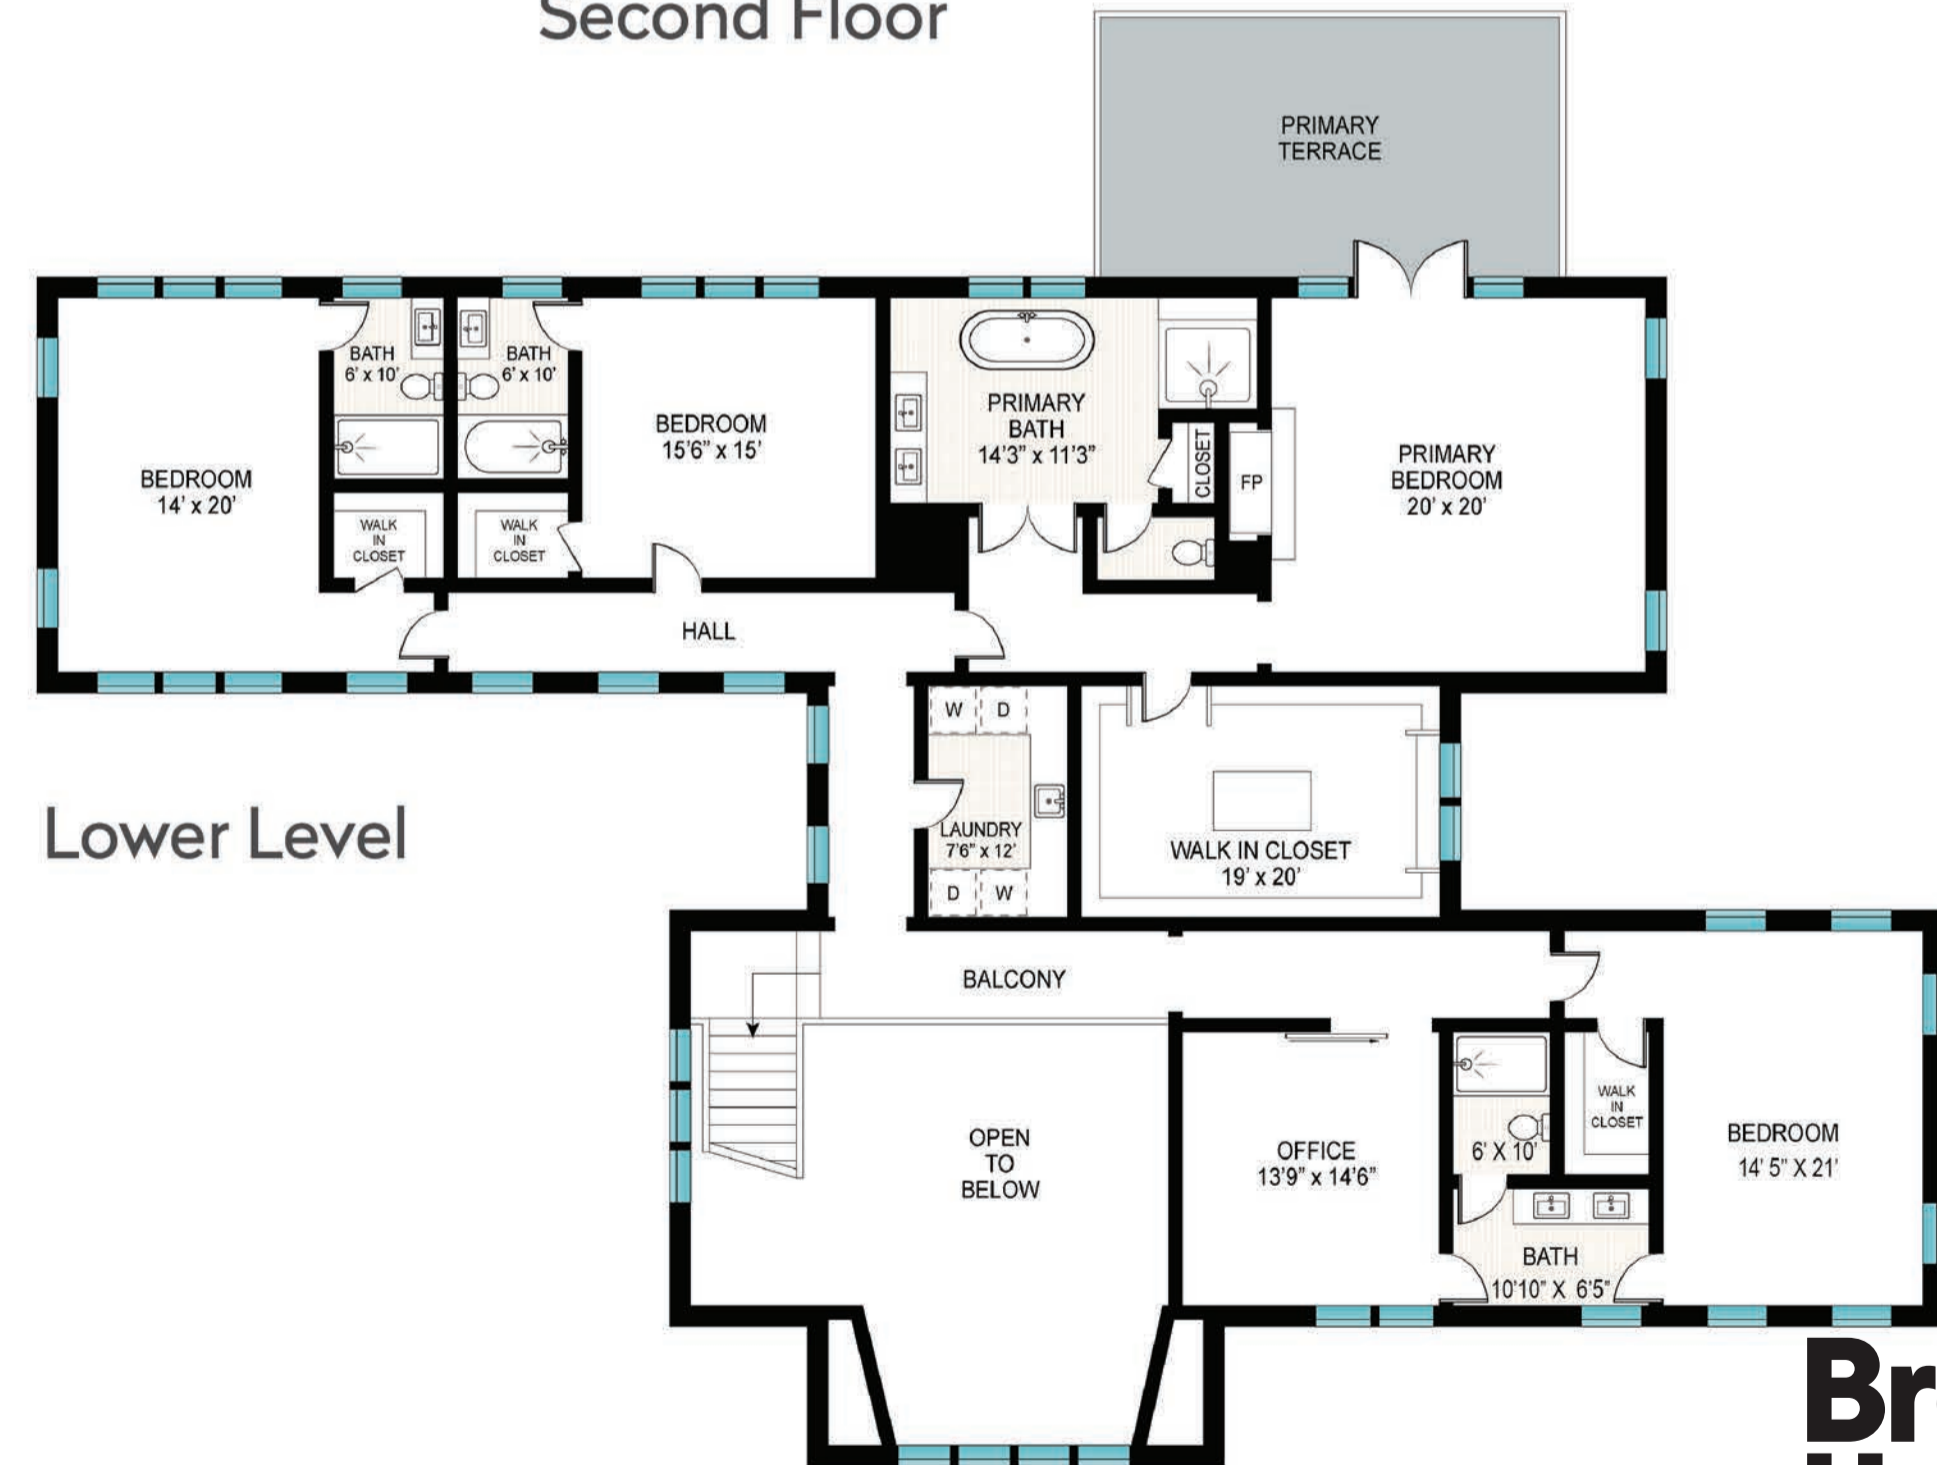 Second Floor
PRIMARY
TERRACE
BATH
6' x 10'
BATH
6' x 10'
BEDROOM
15'6" x 15'
PRIMARY
BATH
14'3" x 11'3"
CLOSET
FP
PRIMARY
BEDROOM
20' x 20'
BEDROOM
14' x 20'
WALK
IN
CLOSET
WALK
IN
CLOSET
HALL
W D
LAUNDRY
7'6" x 12'
D W
WALK IN CLOSET
19' x 20'
Lower Level
BALCONY
OPEN
TO
BELOW
OFFICE
13'9" x 14'6"
6' X 10'
WALK
IN
CLOSET
BEDROOM
14' 5" X 21'
BATH
10'10" X 6'5"
Br